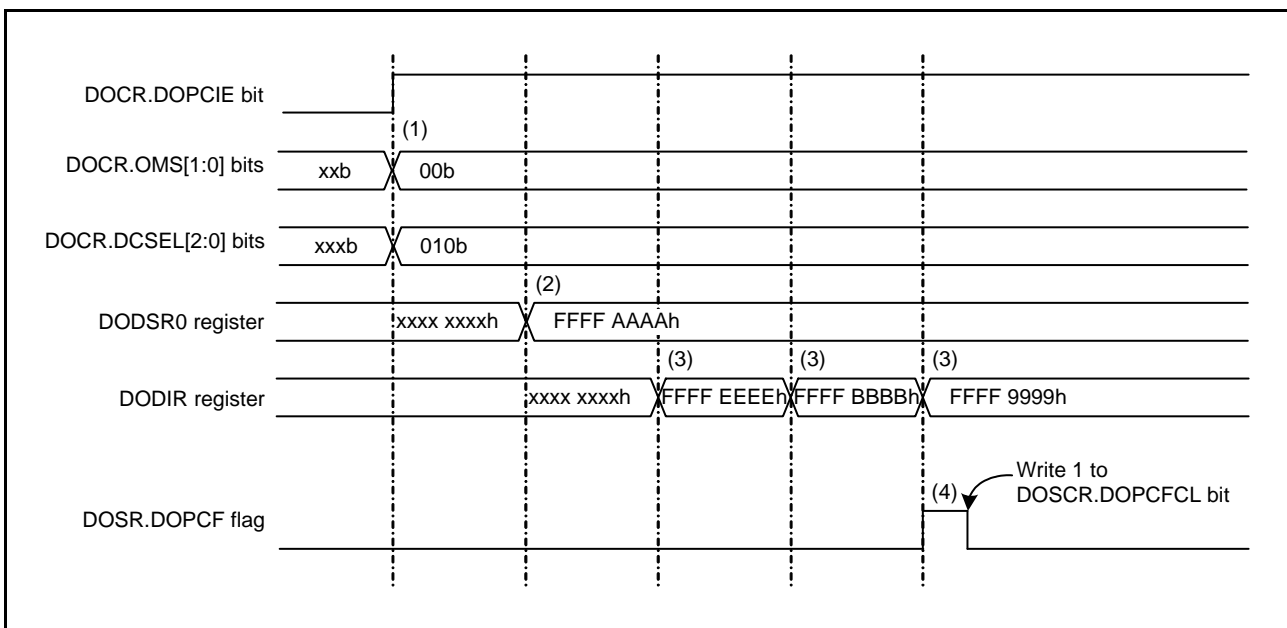 DOCR.DOPCIE bit
(1)
DOCR.OMS[1:0] bits
xxb
00b
DOCR.DCSEL[2:0] bits
xxxb
010b
(2)
DODSR0 register
xxxx xxxxh
FFFF AAAAh
(3)
(3)
(3)
DODIR register
xxxx xxxxh
FFFF EEEEh
FFFF BBBBh
FFFF 9999h
Write 1 to
DOSCR.DOPCFCL bit
(4)
DOSR.DOPCF flag